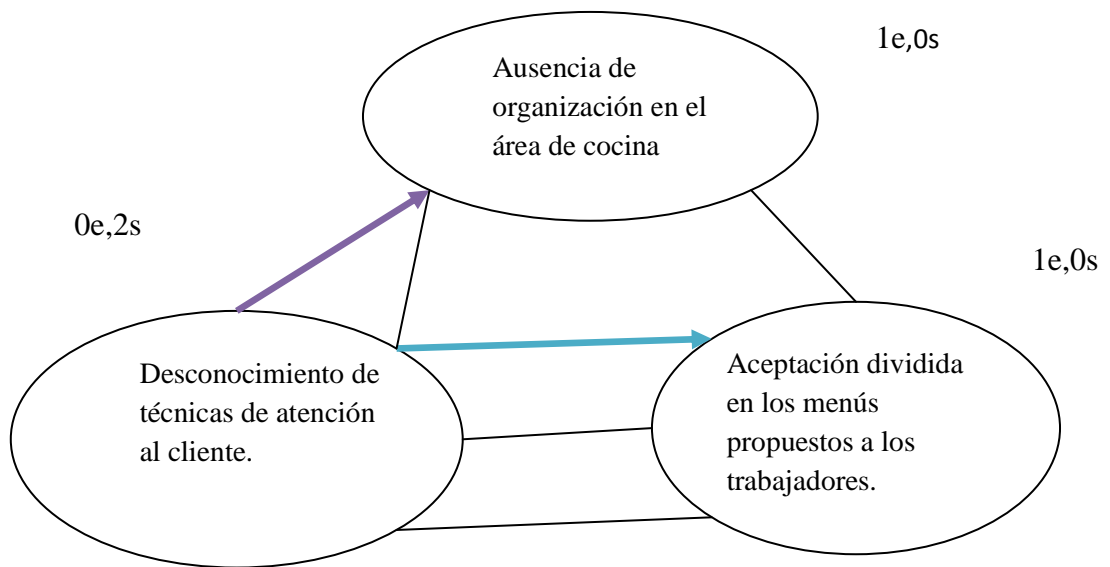 1e,0s
Ausencia de
organización en el
área de cocina
0e,2s
1e,0s
Desconocimiento de
técnicas de atención
al cliente.
Aceptación dividida
en los menús
propuestos a los
trabajadores.